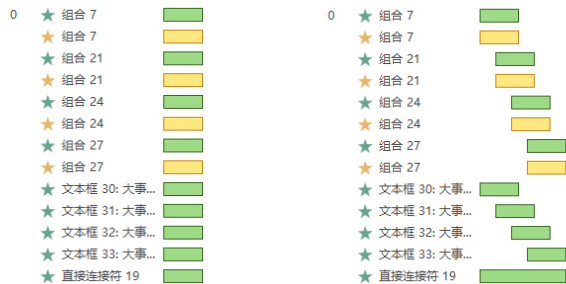 0 组合 7
组合 7
组合 21
组合 21
组合 24
组合 24
组合 27
组合 27
文本框 30: 大事...
文本框 31: 大事...
文本框 32: 大事...
文本框 33: 大事...
直接连接符 19
0 组合 7
组合 7
组合 21
组合 21
组合 24
组合 24
组合 27
组合 27
文本框 30: 大事...
文本框 31: 大事...
文本框 32: 大事...
文本框 33: 大事...
直接连接符 19